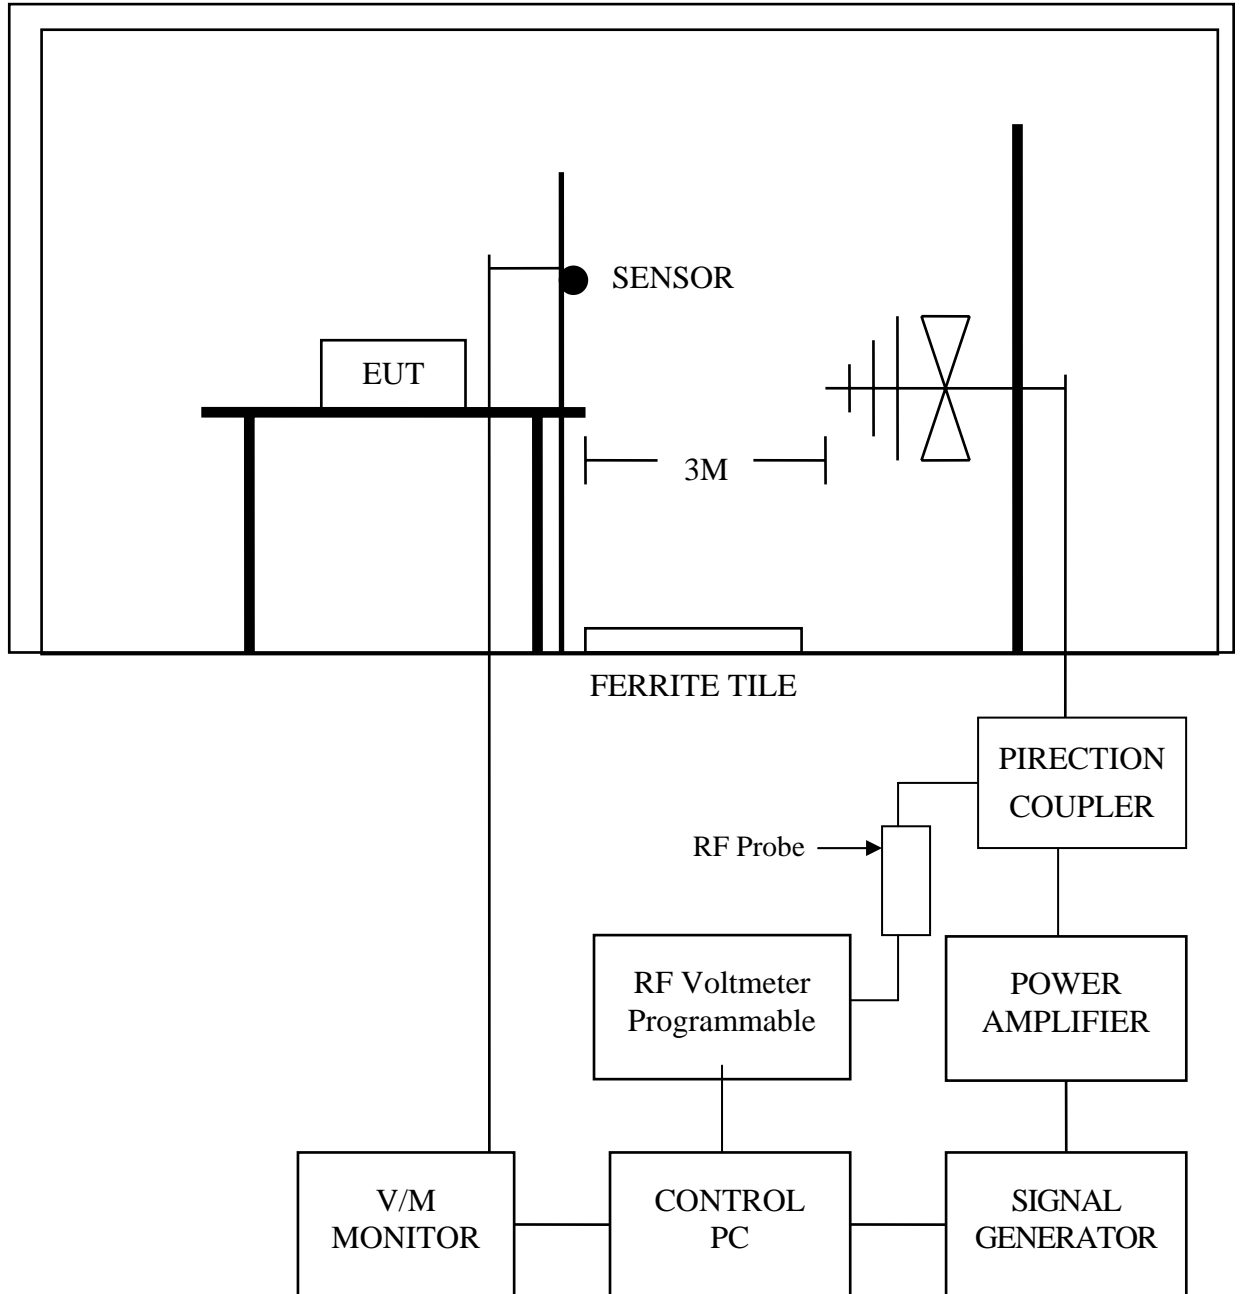 SENSOR
EUT
3M
FERRITE TILE
PIRECTION
COUPLER
RF Probe
RF Voltmeter
Programmable
POWER
AMPLIFIER
V/M
MONITOR
CONTROL
PC
SIGNAL
GENERATOR